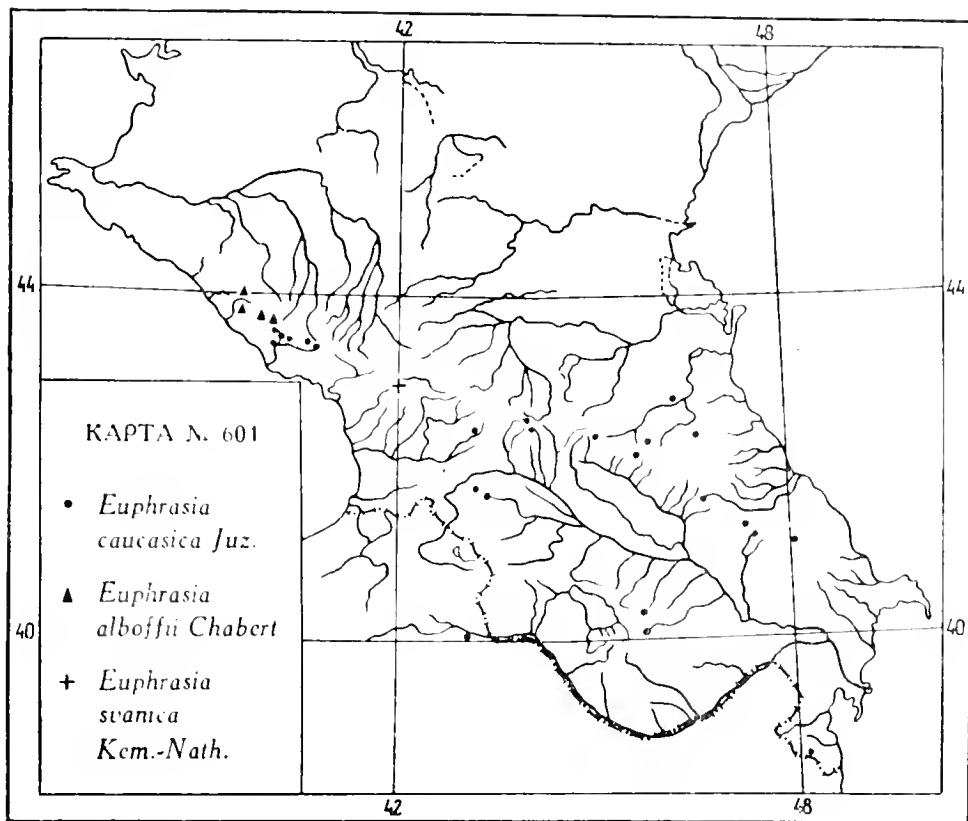 42
48
44
44
КАРТА № 601
• Euphrasia
caucasica Juz.
▲ Euphrasia
alboffii Chabert
40
40
+ Euphrasia
svanica
Kem.-Nath.
42
48